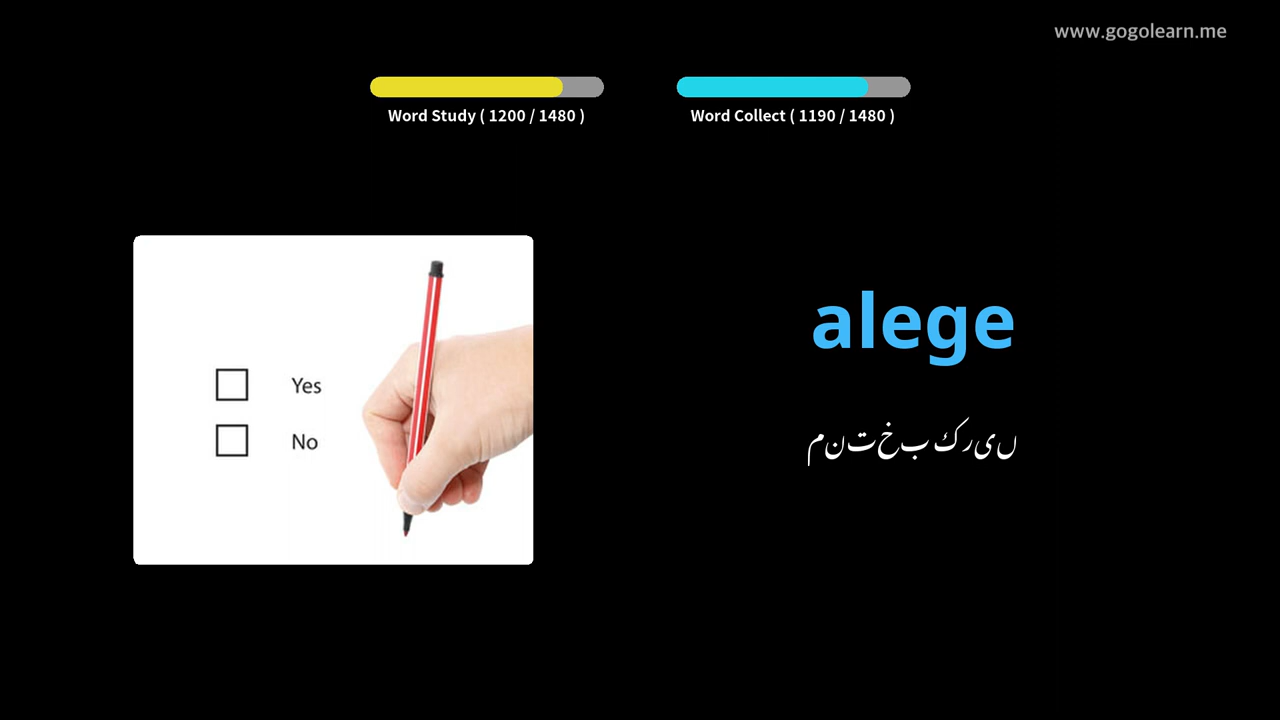 www.gogolearn.me
Word Study ( 1200 / 1480 )
Word Collect ( 1190 / 1480 )
Yes
No
alege
منتخب کریں